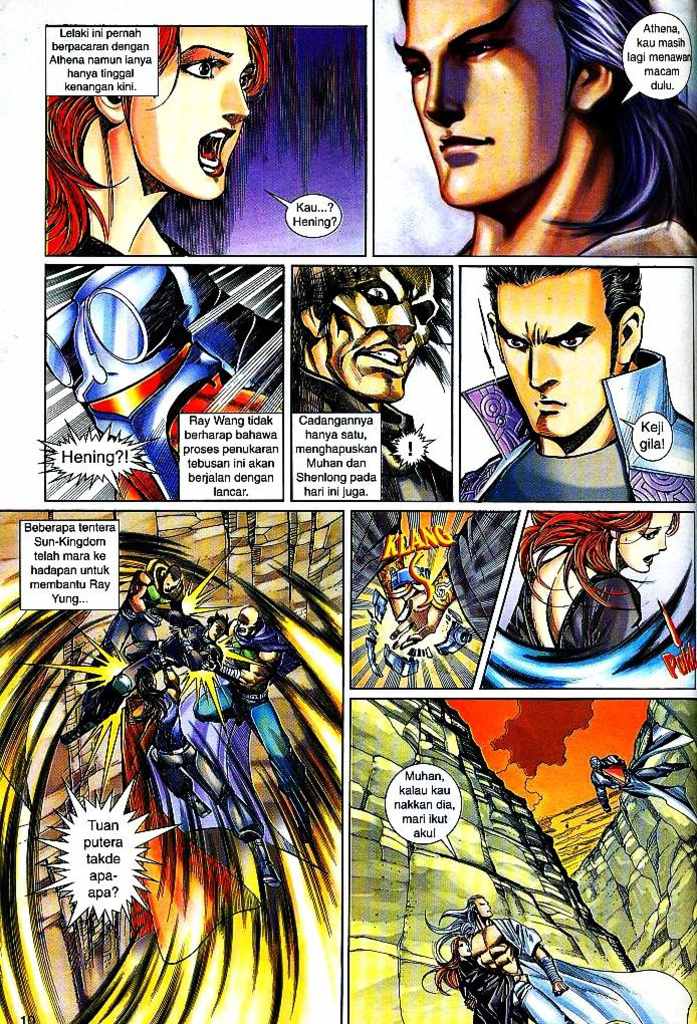 Lelaki ini pernah
berpacaran dengan
Athena namun ianya
hanya tinggal
kenangan kini.
Kau...?
Hening?
Athena,
kau masih
lagi menawan
macam
dulu.
Hening?!
Ray Wang tidak
berharap bahawa
proses penukaran
tebusan ini akan
berjalan dengan
lancar.
Cadangannya
hanya satu,
menghapuskan
Muhan dan
Shenlong pada
hari ini juga.
!
Keji
gila!
Beberapa tentera
Sun-Kingdom
telah mara ke
hadapan untuk
membantu Ray
Yung...
Tuan
putera
takde
apa-
apa?
KLANG
Muhan,
kalau kau
nakkan dia,
mari ikut
aku!